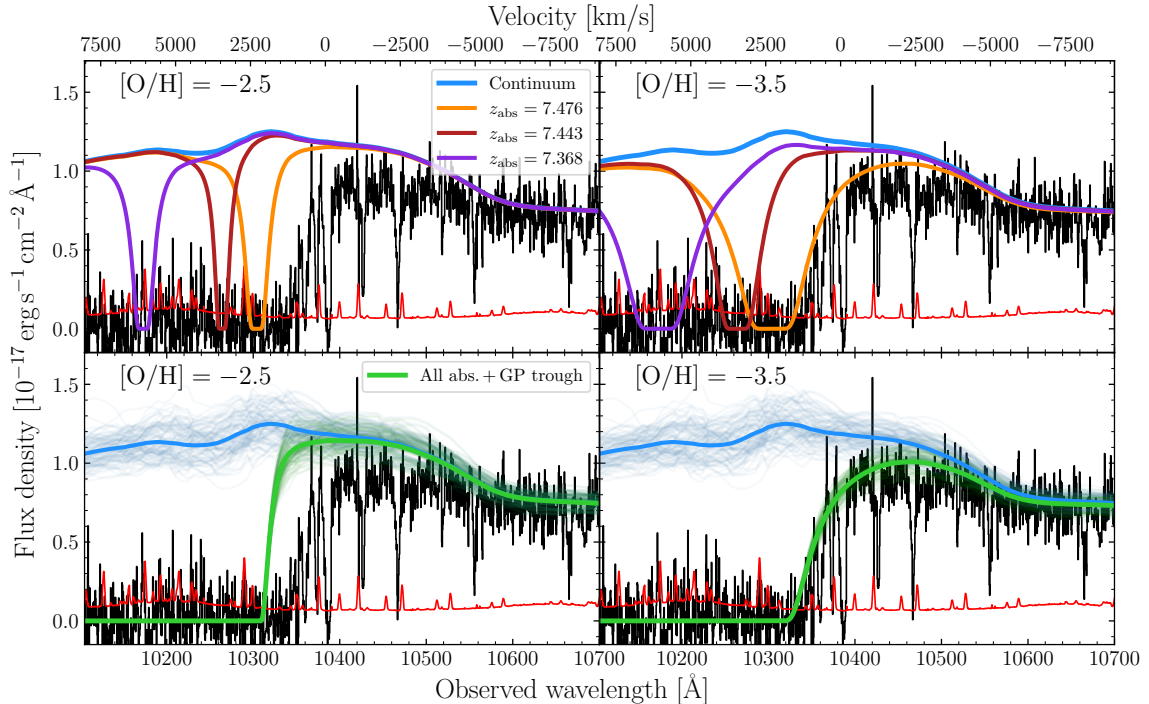 Velocity [km/s]
7500 5000 2500 0 −2500 −5000 −7500 7500 5000 2500 0 −2500 −5000 −7500
[O/H] = −2.5
Continuum
z_abs = 7.476
z_abs = 7.443
z_abs = 7.368
[O/H] = −3.5
1.5
1.0
0.5
0.0
Flux density [10⁻¹⁷ erg s⁻¹ cm⁻² Å⁻¹]
[O/H] = −2.5
All abs. + GP trough
[O/H] = −3.5
1.5
1.0
0.5
0.0
10200 10300 10400 10500 10600 10700 10200 10300 10400 10500 10600 10700
Observed wavelength [Å]